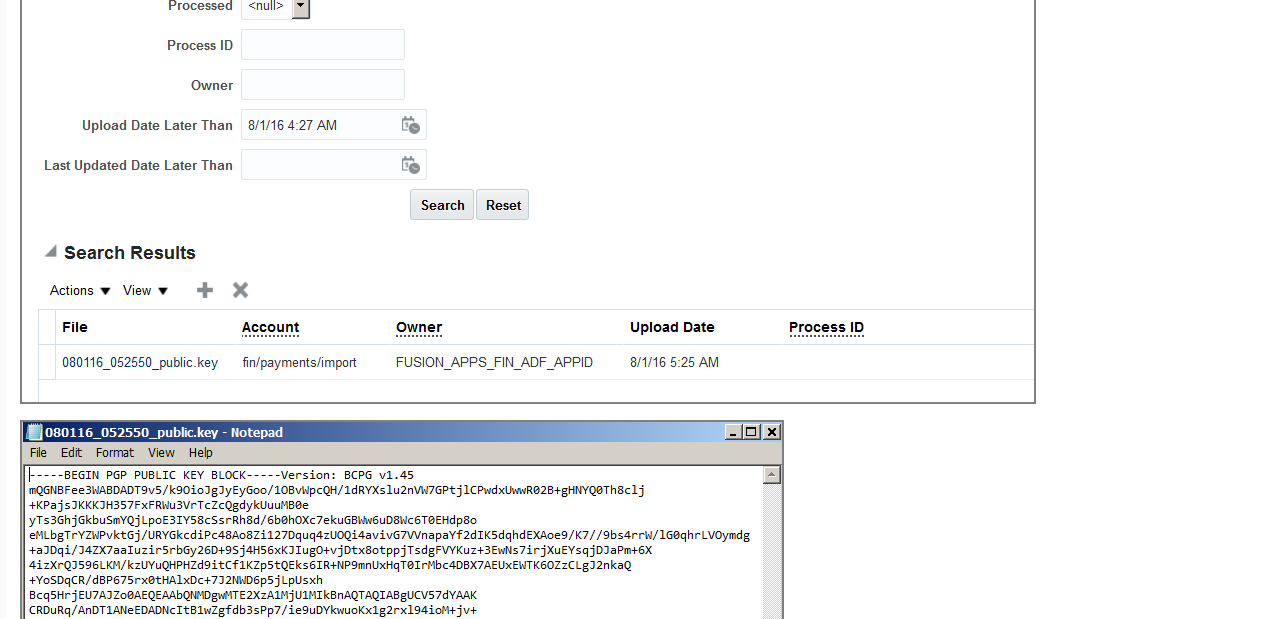 Processed <null>
Process ID
Owner
Upload Date Later Than 8/1/16 4:27 AM
Last Updated Date Later Than
Search Reset
Search Results
Actions View
File Account Owner Upload Date Process ID
080116_052550_public.key fin/payments/import FUSION_APPS_FIN_ADF_APPID 8/1/16 5:25 AM
080116_052550_public.key - Notepad
File Edit Format View Help
-----BEGIN PGP PUBLIC KEY BLOCK-----Version: BCPG v1.45
mQGNBFee3WABDADT9v5/k9OioJgJyEyGoo/1OBvWpcQH/1dRYXslu2nVW7GPtjlCPwdxUwwR02B+gHNYQ0Th8clj
+KPajsJKKKJH357FxFRWu3VrTcZcQgdykUuuMB0e
yTs3GhjGkbuSmYQjLpoE3IY58cSsrRh8d/6b0hOXc7ekuGBWw6uD8Wc6T0EHdp8o
eMLbgTrYZWPvktGj/URYGkcdiPc48Ao8Zi127Dquq4zUOQi4avivG7VVnapaYf2dIK5dqhdEXAoe9/K7//9bs4rrW/lG0qhrLVOymdg
+aJDqi/J4ZX7aaIuzir5rbGy26D+9Sj4H56xKJIugO+vjDtx8otppjTsdgFVYKuz+3EwNs7irjXuEYsqjDJaPm+6X
4izXrQJ596LKM/kzUYuQHPHZd9itCf1KZp5tQEks6IR+NP9mnUxHqT0IrMbc4DBX7AEUxEWTK6OZzCLgJ2nkaQ
+YoSDqCR/dBP675rx0tHAlxDc+7J2NWD6p5jLpUsxh
Bcq5HrjEU7AJZo0AEQEAAbQNMDgwMTE2XzA1MjU1MIkBnAQTAQIABgUCV57dYAAK
CRDuRq/AnDT1ANeEDADNcItB1wZgfdb3sPp7/ie9uDYkwuoKx1g2rxl94ioM+jv+